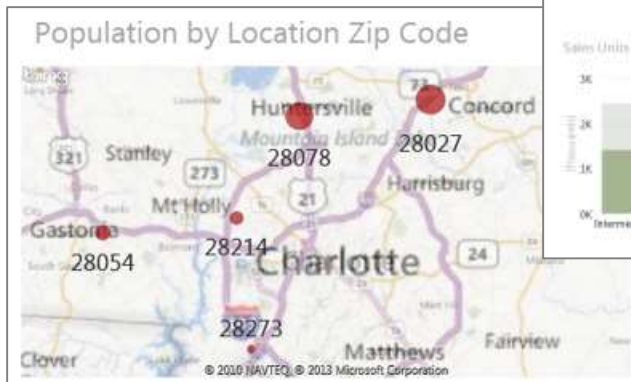 Population by Location Zip Code
Huntersville
Concord
Mountain Island
28078
28027
321
Stanley
273
Harrisburg
21
Mt Holly
Gastonia
28214
28054
Charlotte
24
28273
Matthews
Fairview
Clover
© 2010 NAVTEQ, © 2013 Microsoft Corporation
Sales Units
3K
2K
1K
0K